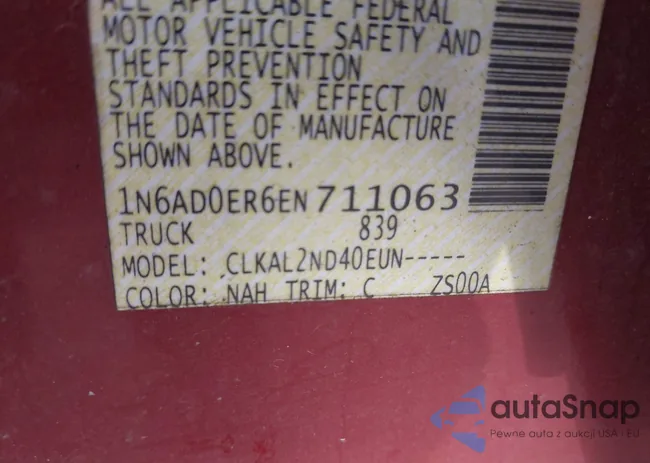 ALL APPLICABLE FEDERAL
MOTOR VEHICLE SAFETY AND
THEFT PREVENTION
STANDARDS IN EFFECT ON
THE DATE OF MANUFACTURE
SHOWN ABOVE.
1N6AD0ER6EN711063
TRUCK 839
MODEL: CLKAL2ND40EUN-----
COLOR: NAH TRIM: C ZS00A
autaSnap
Pewne auta z aukcji USA - EU